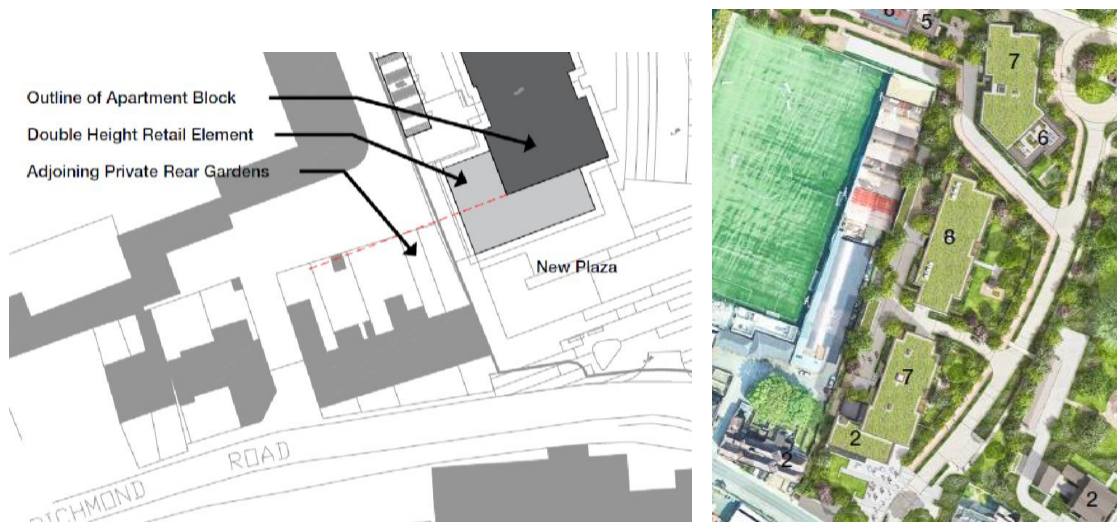 Outline of Apartment Block
Double Height Retail Element
Adjoining Private Rear Gardens
New Plaza
RICHMOND
ROAD
6
5
7
6
8
7
2
2
2